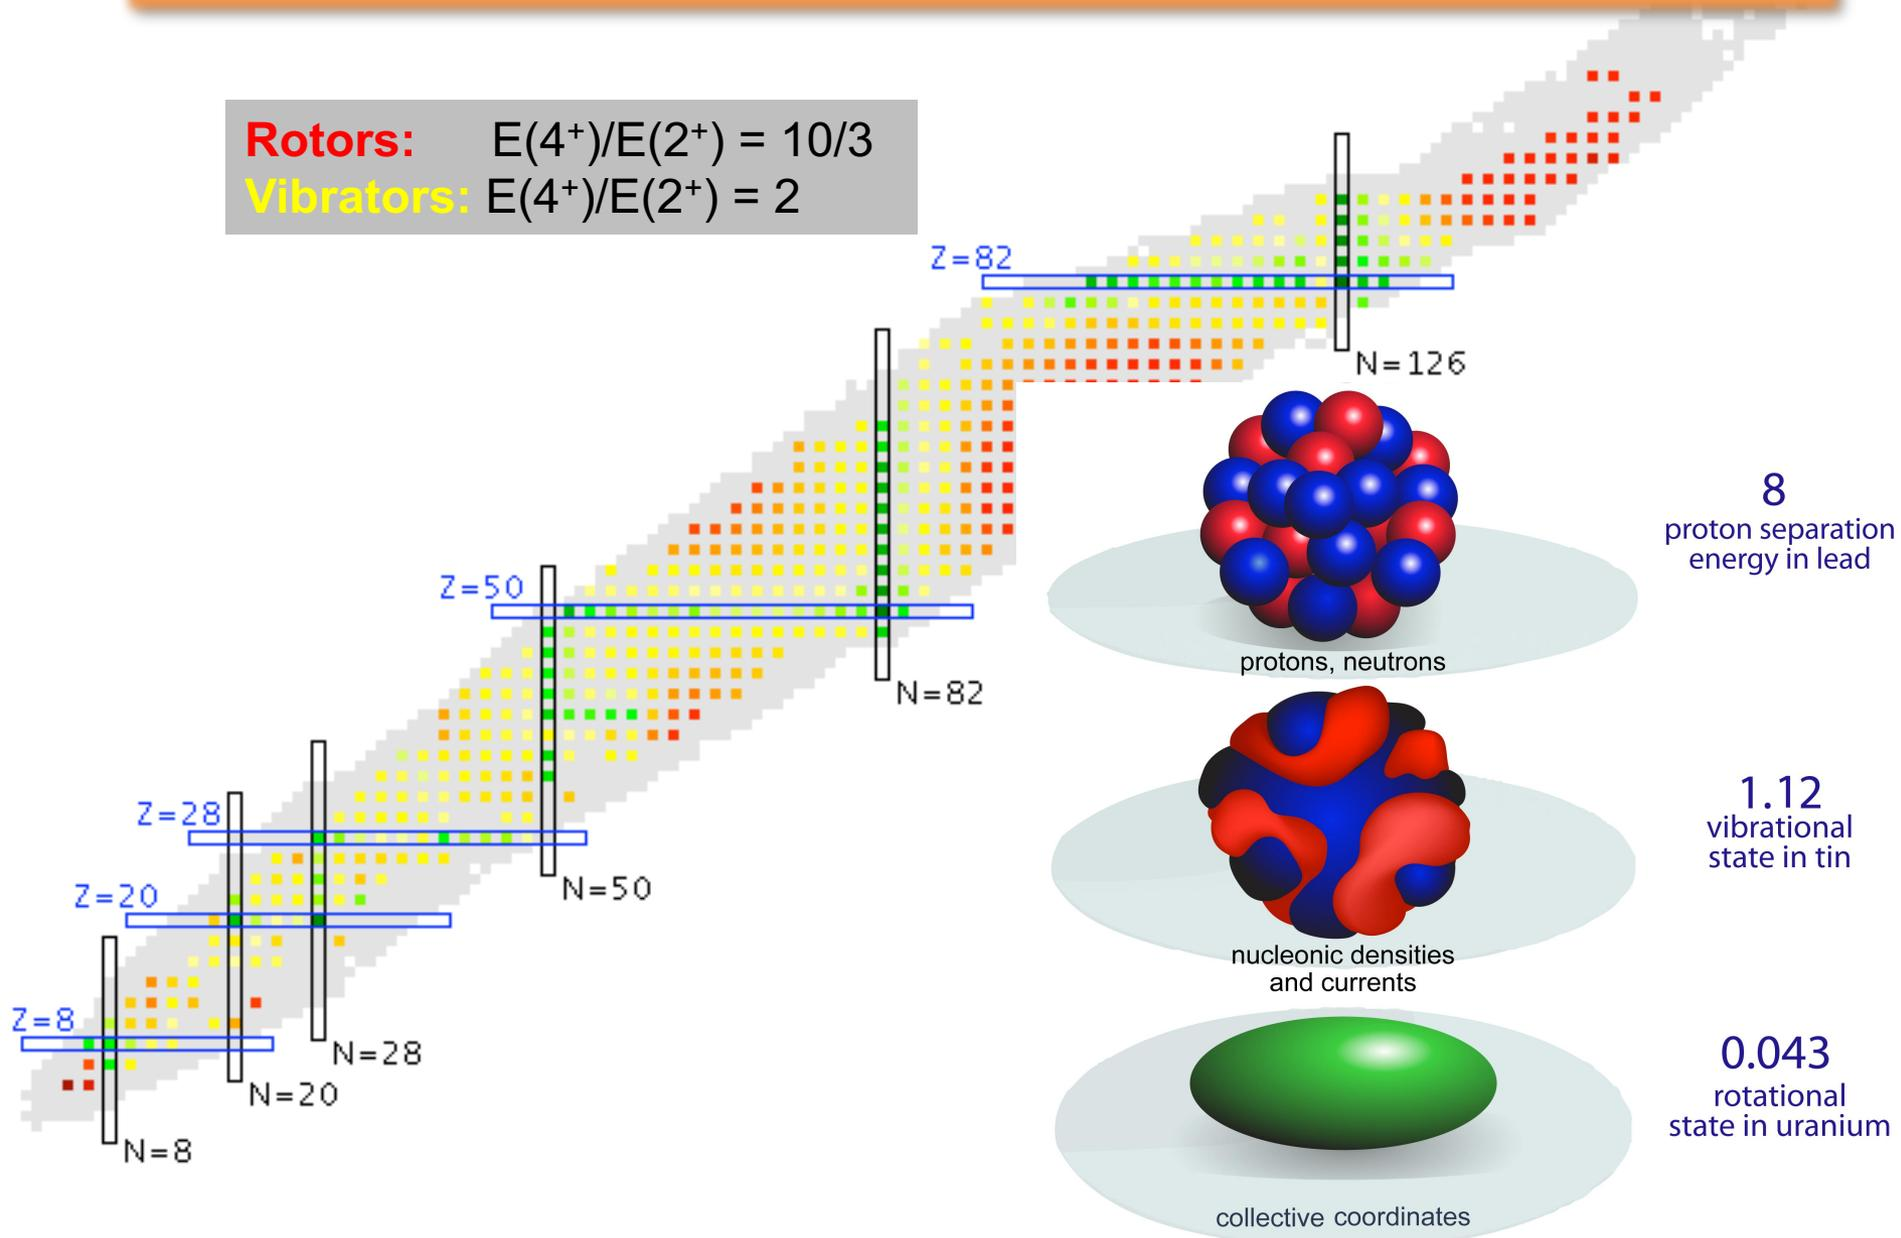 Rotors: E(4⁺)/E(2⁺) = 10/3
Vibrators: E(4⁺)/E(2⁺) = 2
Z=82
N=126
Z=50
N=82
Z=28
N=50
Z=20
N=28
Z=8
N=20
N=8
8
proton separation
energy in lead
protons, neutrons
1.12
vibrational
state in tin
nucleonic densities
and currents
0.043
rotational
state in uranium
collective coordinates